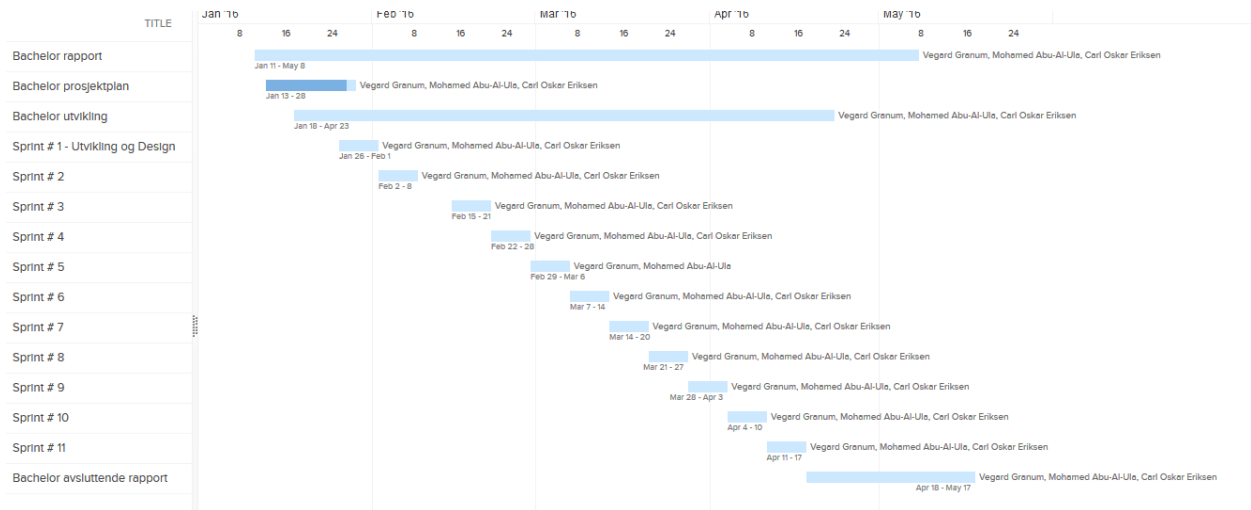 Jan '16 Feb '16 Mar '16 Apr '16 May '16
TITLE
8 16 24 8 16 24 8 16 24 8 16 24 8 16 24
Bachelor rapport Vegard Granum, Mohamed Abu-Al-Ula, Carl Oskar Eriksen
Jan 11 - May 8
Bachelor prosjektplan Vegard Granum, Mohamed Abu-Al-Ula, Carl Oskar Eriksen
Jan 13 - 28
Bachelor utvikling Vegard Granum, Mohamed Abu-Al-Ula, Carl Oskar Eriksen
Jan 18 - Apr 23
Sprint # 1 - Utvikling og Design Vegard Granum, Mohamed Abu-Al-Ula, Carl Oskar Eriksen
Jan 26 - Feb 1
Sprint # 2 Vegard Granum, Mohamed Abu-Al-Ula, Carl Oskar Eriksen
Feb 2 - 8
Sprint # 3 Vegard Granum, Mohamed Abu-Al-Ula, Carl Oskar Eriksen
Feb 15 - 21
Sprint # 4 Vegard Granum, Mohamed Abu-Al-Ula, Carl Oskar Eriksen
Feb 22 - 28
Sprint # 5 Vegard Granum, Mohamed Abu-Al-Ula
Feb 29 - Mar 6
Sprint # 6 Vegard Granum, Mohamed Abu-Al-Ula, Carl Oskar Eriksen
Mar 7 - 14
Sprint # 7 Vegard Granum, Mohamed Abu-Al-Ula, Carl Oskar Eriksen
Mar 14 - 20
Sprint # 8 Vegard Granum, Mohamed Abu-Al-Ula, Carl Oskar Eriksen
Mar 21 - 27
Sprint # 9 Vegard Granum, Mohamed Abu-Al-Ula, Carl Oskar Eriksen
Mar 28 - Apr 3
Sprint # 10 Vegard Granum, Mohamed Abu-Al-Ula, Carl Oskar Eriksen
Apr 4 - 10
Sprint # 11 Vegard Granum, Mohamed Abu-Al-Ula, Carl Oskar Eriksen
Apr 11 - 17
Bachelor avsluttende rapport Vegard Granum, Mohamed Abu-Al-Ula, Carl Oskar Eriksen
Apr 18 - May 17